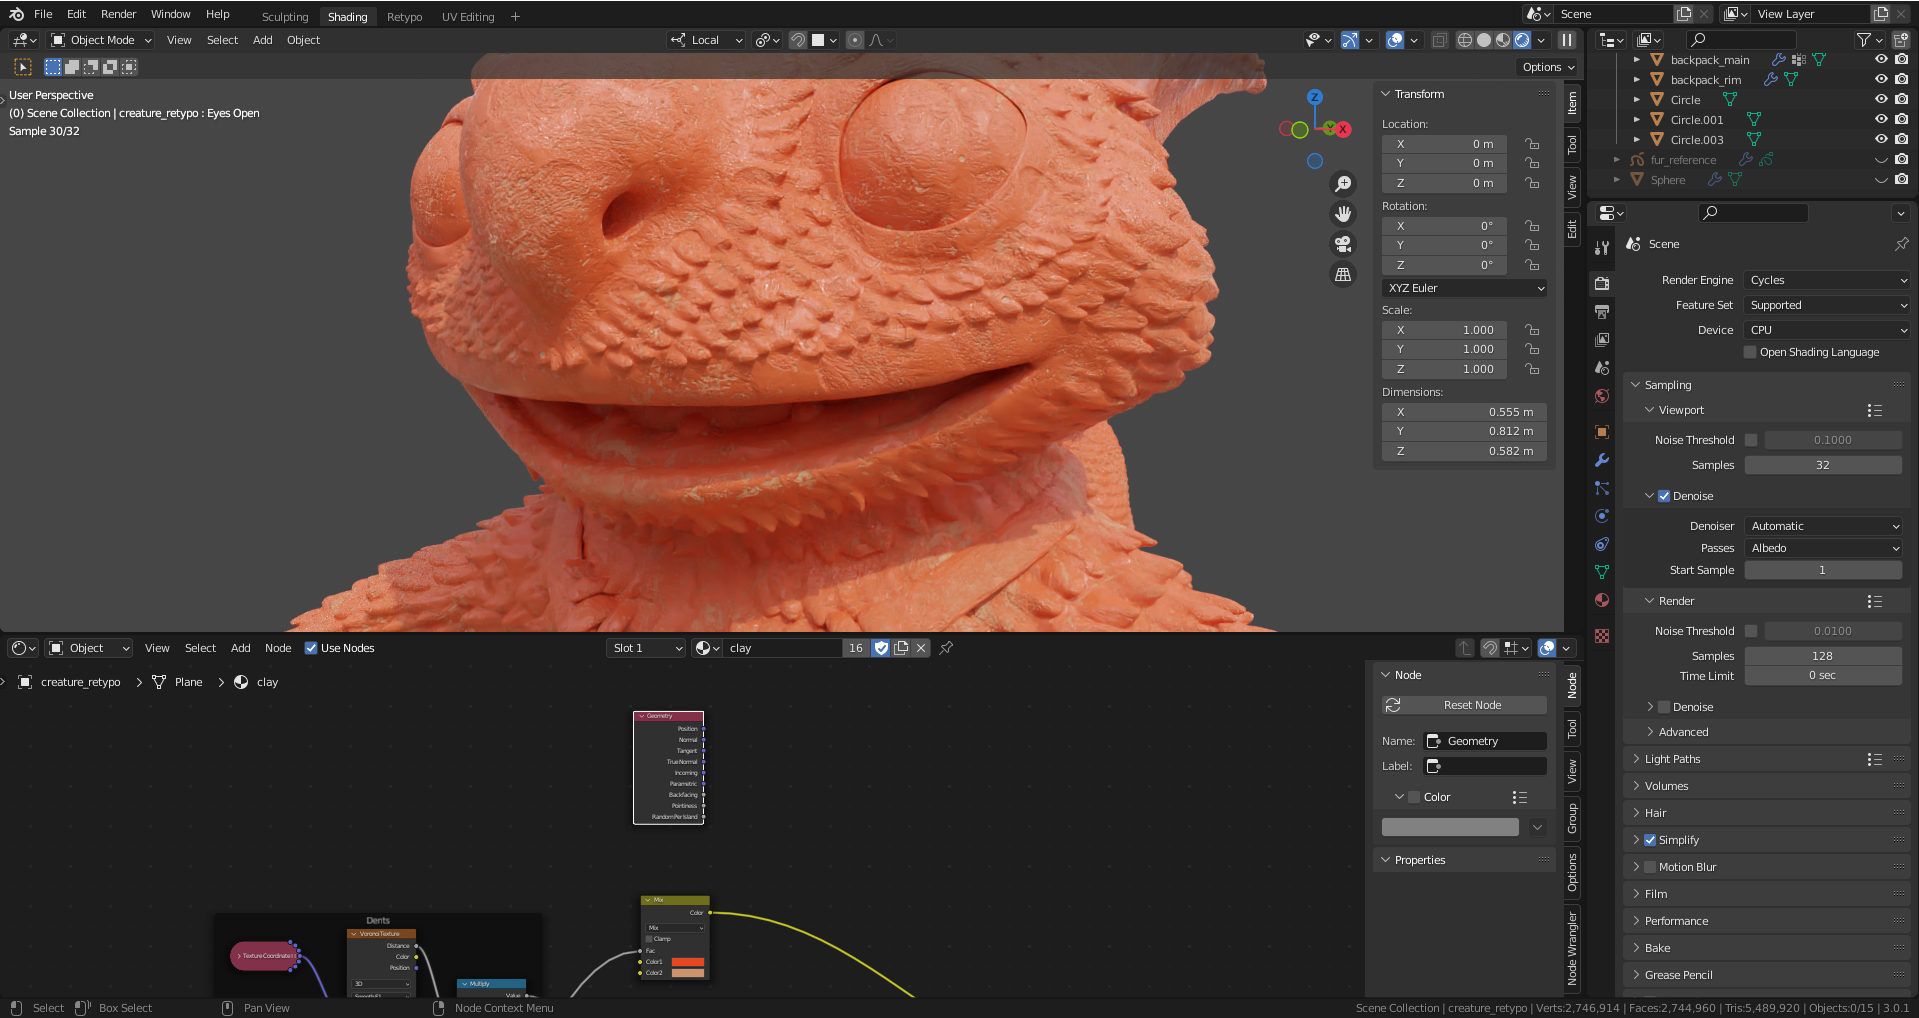 File Edit Render Window Help Sculpting Shading Retypo UV Editing + Scene View Layer
Object Mode View Select Add Object Local
Options
User Perspective
(0) Scene Collection | creature_retypo : Eyes Open
Sample 30/32
Z
X
Transform
Location:
X 0 m
Y 0 m
Z 0 m
Rotation:
X 0°
Y 0°
Z 0°
XYZ Euler
Scale:
X 1.000
Y 1.000
Z 1.000
Dimensions:
X 0.555 m
Y 0.812 m
Z 0.582 m
Item
Tool
View
Edit
backpack_main
backpack_rim
Circle
Circle.001
Circle.003
fur_reference
Sphere
Scene
Render Engine Cycles
Feature Set Supported
Device CPU
Open Shading Language
Sampling
Viewport
Noise Threshold 0.1000
Samples 32
Denoise
Denoiser Automatic
Passes Albedo
Start Sample 1
Render
Noise Threshold 0.0100
Samples 128
Time Limit 0 sec
Denoise
Advanced
Light Paths
Volumes
Hair
Simplify
Motion Blur
Film
Performance
Bake
Grease Pencil
Object View Select Add Node Use Nodes Slot 1 clay 16
creature_retypo > Plane > clay
Geometry
Position
Normal
Tangent
True Normal
Incoming
Parametric
Backfacing
Pointiness
Random Per Island
Node
Reset Node
Name: Geometry
Label:
Color
Properties
Node
Tool
View
Group
Options
Node Wrangler
Mix
Color
Mix
Clamp
Fac
Color1
Color2
Dents
Texture Coordinate
Voronoi Texture
Distance
Color
Position
3D
Smooth F1
Multiply
Value
Select Box Select Pan View Node Context Menu Scene Collection | creature_retypo | Verts:2,746,914 | Faces:2,744,960 | Tris:5,489,920 | Objects:0/15 | 3.0.1